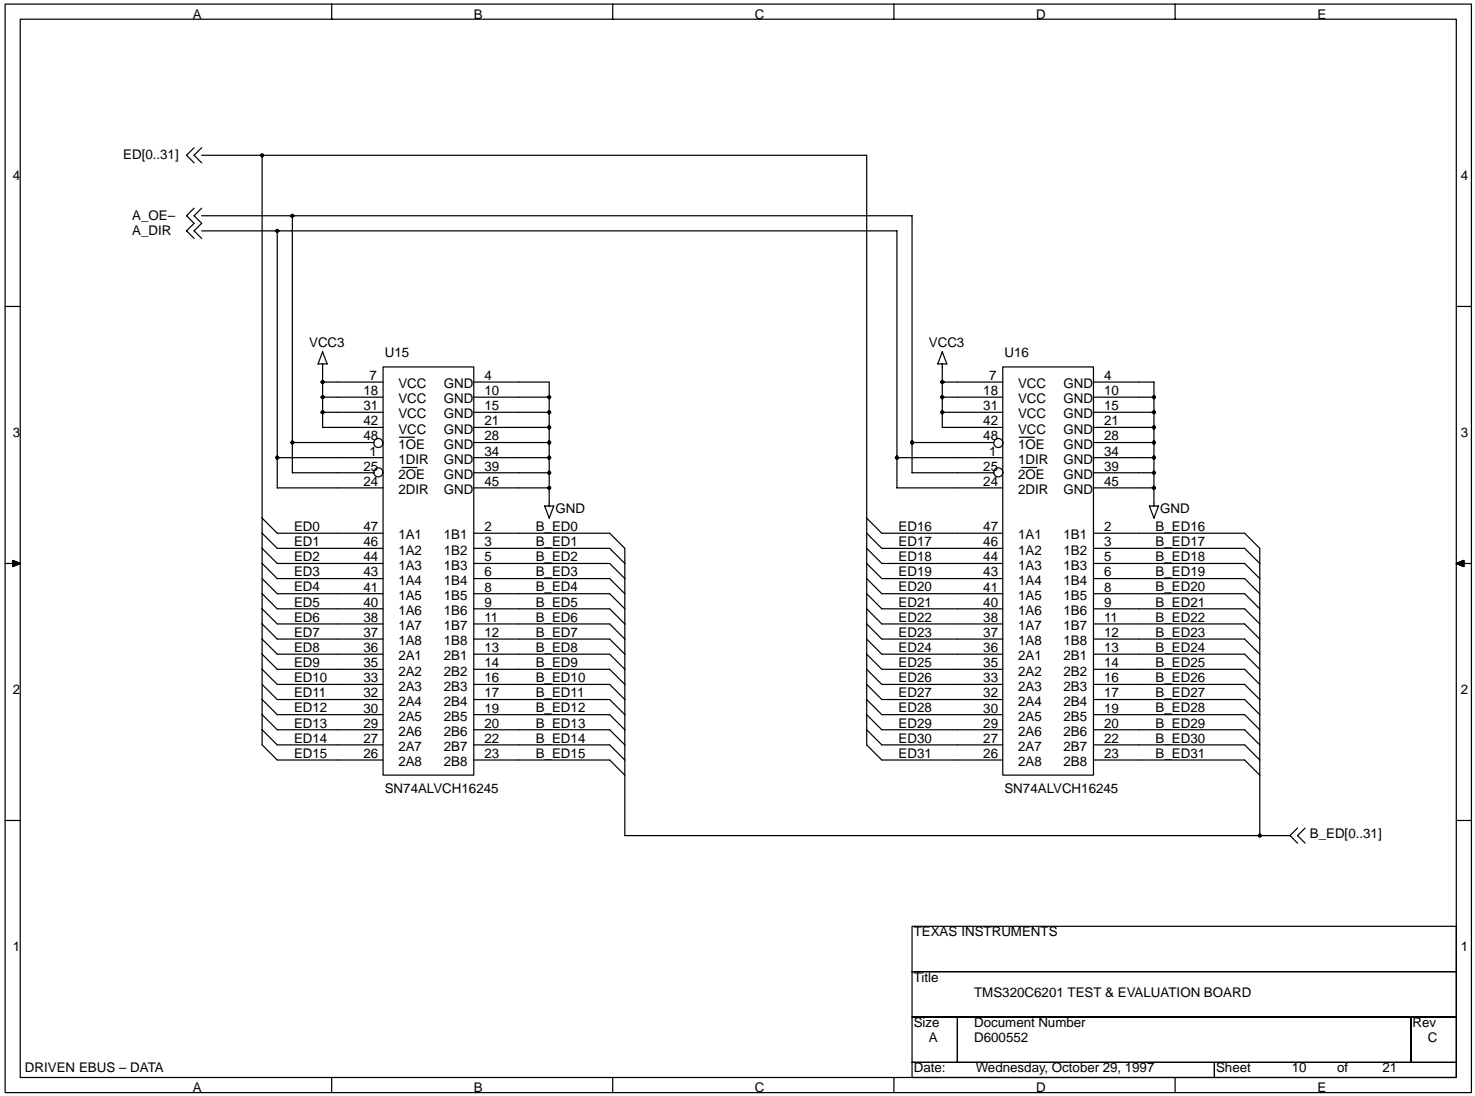 A B C D E
ED[0..31]
4 4
A_OE–
A_DIR
VCC3 U15 VCC3 U16
7 VCC GND 4 7 VCC GND 4
18 VCC GND 10 18 VCC GND 10
31 VCC GND 15 31 VCC GND 15
42 VCC GND 21 42 VCC GND 21
3 48 1OE GND 28 48 1OE GND 28 3
1 1DIR GND 34 1 1DIR GND 34
25 2OE GND 39 25 2OE GND 39
24 2DIR GND 45 24 2DIR GND 45
GND GND
ED0 47 1A1 1B1 2 B_ED0 ED16 47 1A1 1B1 2 B_ED16
ED1 46 1A2 1B2 3 B_ED1 ED17 46 1A2 1B2 3 B_ED17
ED2 44 1A3 1B3 5 B_ED2 ED18 44 1A3 1B3 5 B_ED18
ED3 43 1A4 1B4 6 B_ED3 ED19 43 1A4 1B4 6 B_ED19
ED4 41 1A5 1B5 8 B_ED4 ED20 41 1A5 1B5 8 B_ED20
ED5 40 1A6 1B6 9 B_ED5 ED21 40 1A6 1B6 9 B_ED21
ED6 38 1A7 1B7 11 B_ED6 ED22 38 1A7 1B7 11 B_ED22
ED7 37 1A8 1B8 12 B_ED7 ED23 37 1A8 1B8 12 B_ED23
ED8 36 2A1 2B1 13 B_ED8 ED24 36 2A1 2B1 13 B_ED24
ED9 35 2A2 2B2 14 B_ED9 ED25 35 2A2 2B2 14 B_ED25
2 ED10 33 2A3 2B3 16 B_ED10 ED26 33 2A3 2B3 16 B_ED26 2
ED11 32 2A4 2B4 17 B_ED11 ED27 32 2A4 2B4 17 B_ED27
ED12 30 2A5 2B5 19 B_ED12 ED28 30 2A5 2B5 19 B_ED28
ED13 29 2A6 2B6 20 B_ED13 ED29 29 2A6 2B6 20 B_ED29
ED14 27 2A7 2B7 22 B_ED14 ED30 27 2A7 2B7 22 B_ED30
ED15 26 2A8 2B8 23 B_ED15 ED31 26 2A8 2B8 23 B_ED31
SN74ALVCH16245 SN74ALVCH16245
B_ED[0..31]
1 1
TEXAS INSTRUMENTS
Title
TMS320C6201 TEST & EVALUATION BOARD
Size Document Number Rev
A D600552 C
DRIVEN EBUS – DATA
Date: Wednesday, October 29, 1997 Sheet 10 of 21
A B C D E